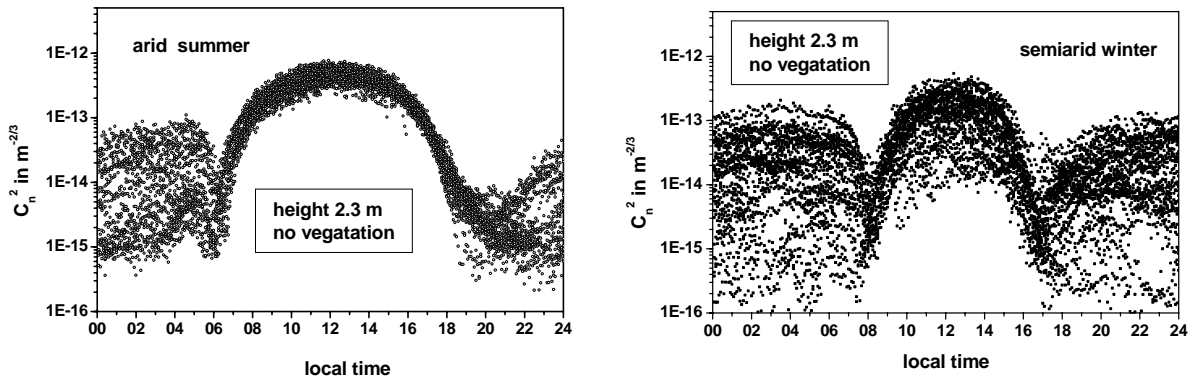 arid summer
C_n^2 in m^-2/3
1E-12
1E-13
1E-14
1E-15
1E-16
height 2.3 m
no vegatation
00 02 04 06 08 10 12 14 16 18 20 22 24
local time
height 2.3 m
no vegatation
semiarid winter
C_n^2 in m^-2/3
1E-12
1E-13
1E-14
1E-15
1E-16
00 02 04 06 08 10 12 14 16 18 20 22 24
local time